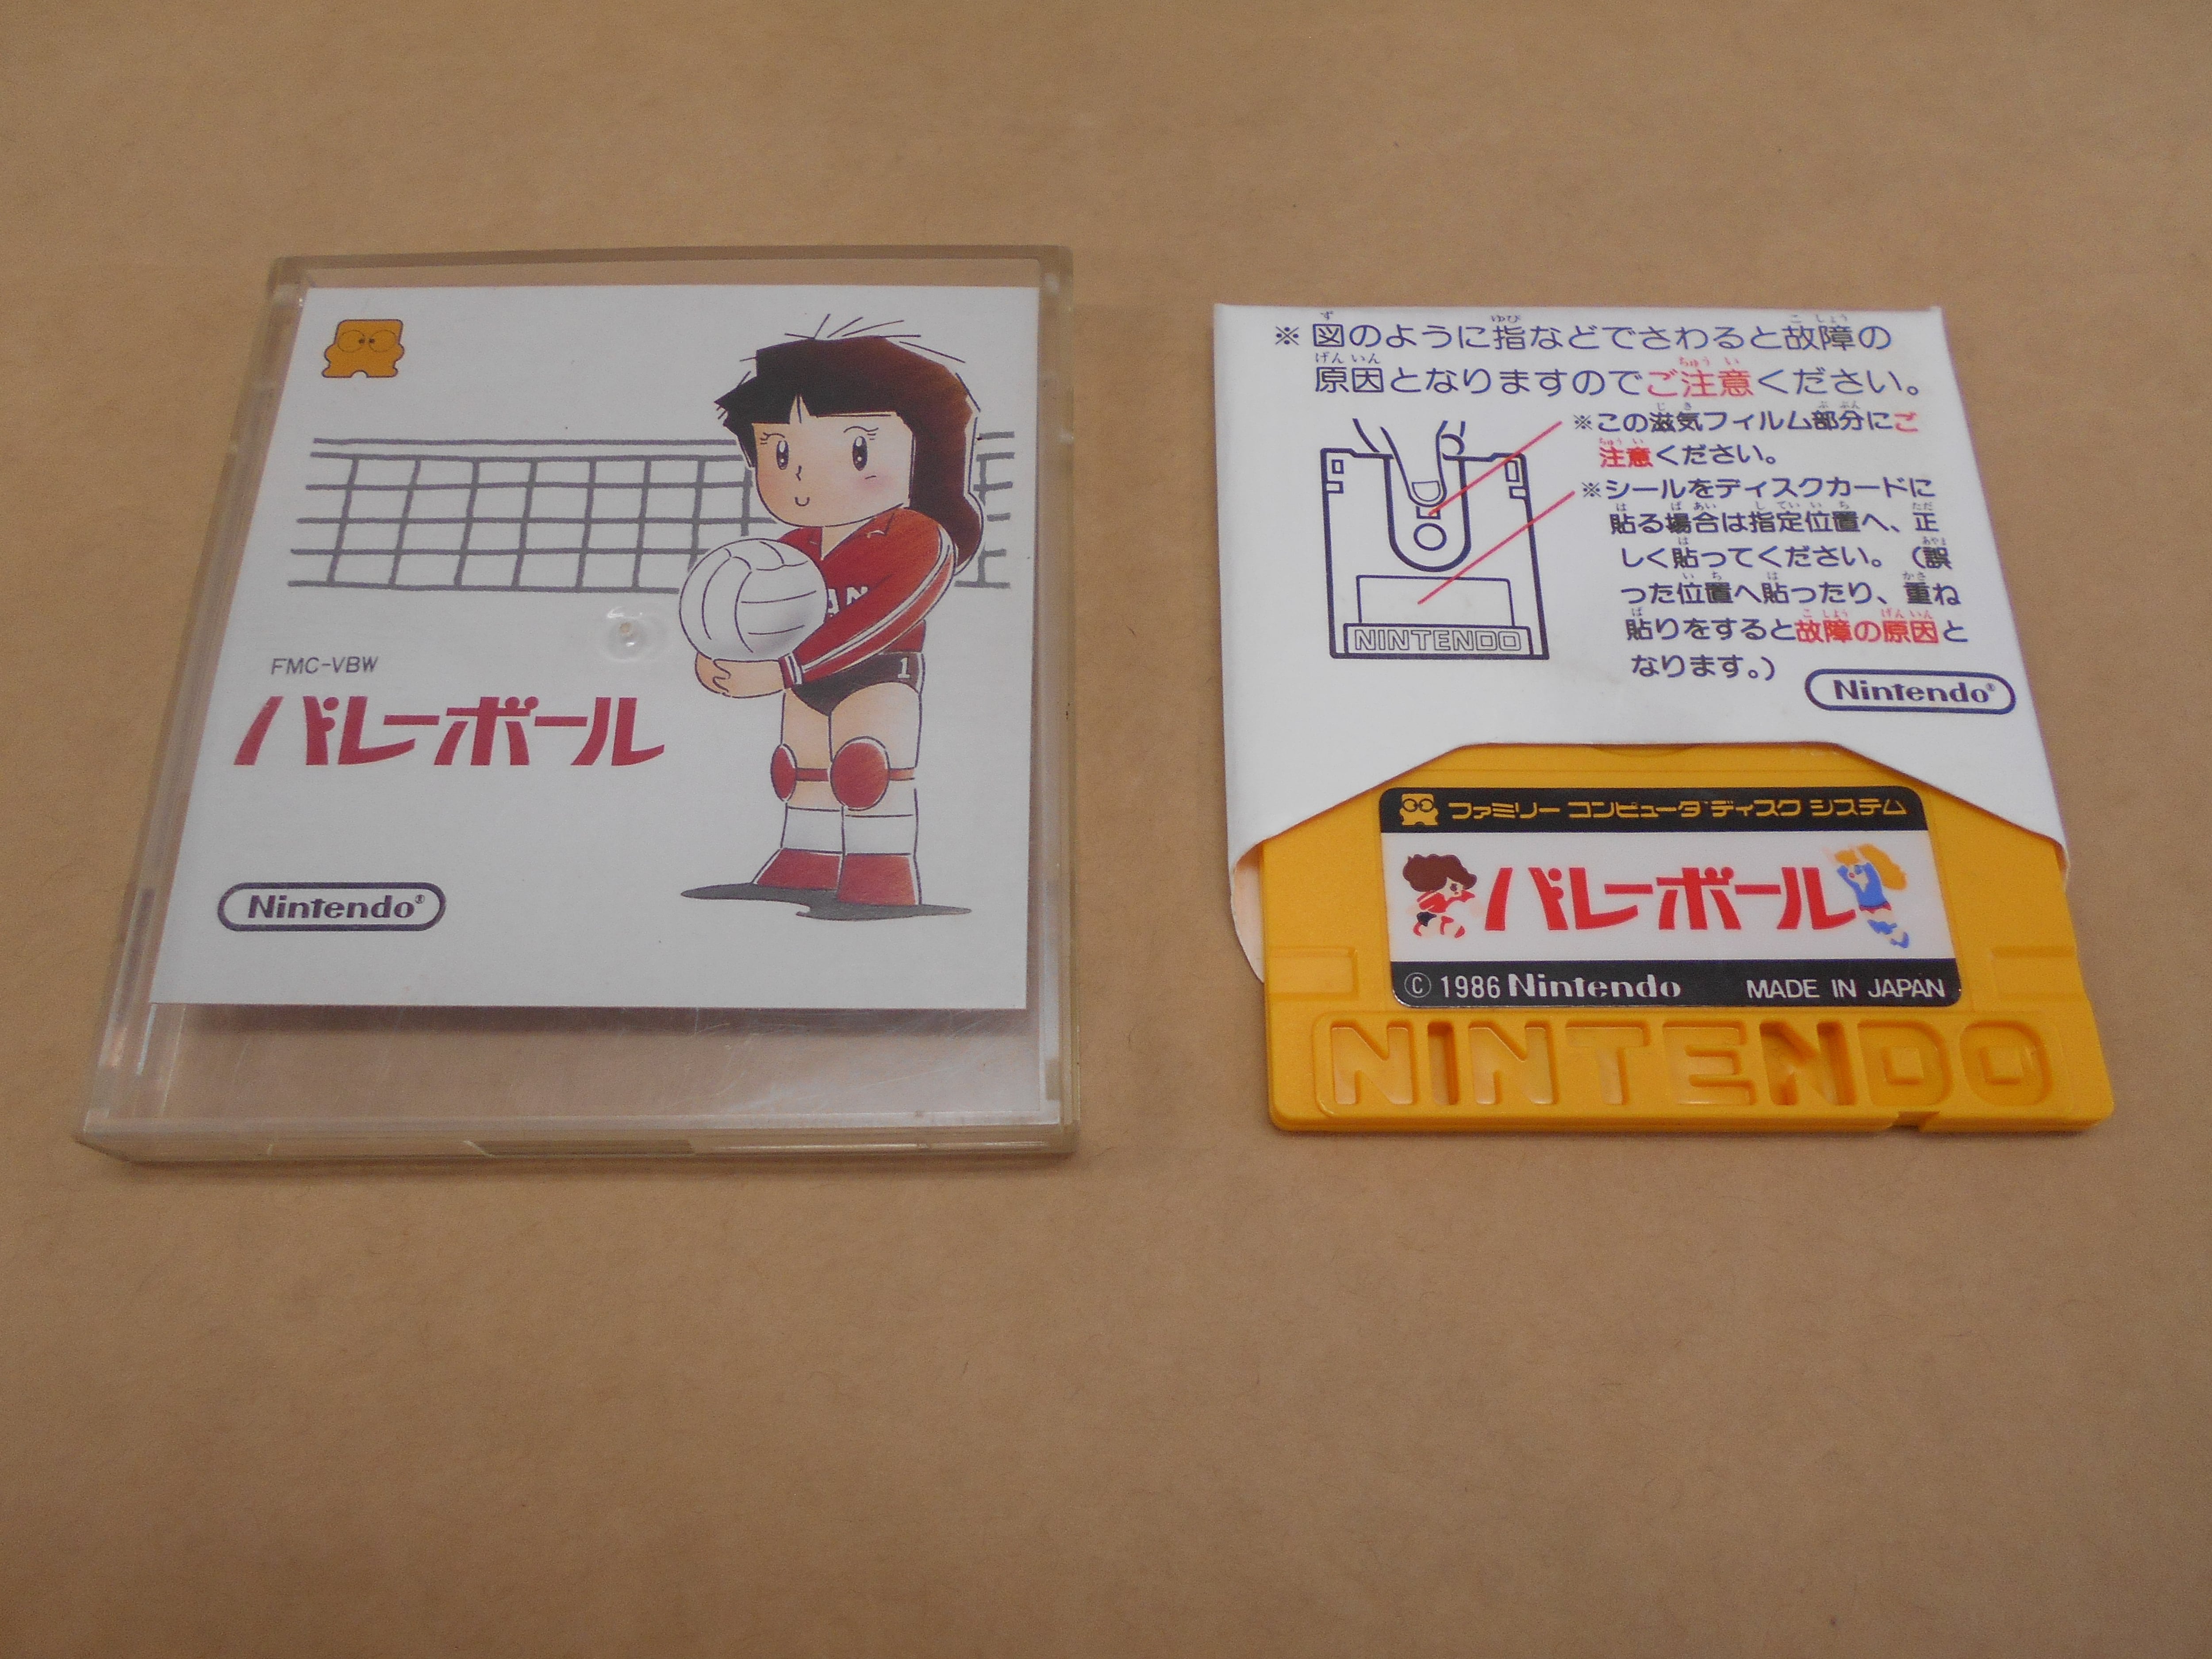 FMC-VBW
バレーボール
Nintendo®
AN
1
※図のように指などでさわると故障の
原因となりますのでご注意ください。
※この滋気フィルム部分にご
注意ください。
※シールをディスクカードに
貼る場合は指定位置へ、正
しく貼ってください。(誤
った位置へ貼ったり、重ね
貼りをすると故障の原因と
なります。)
NINTENDO
Nintendo®
ファミリー コンピュータ ディスク システム
バレーボール
© 1986 Nintendo MADE IN JAPAN
NINTENDO